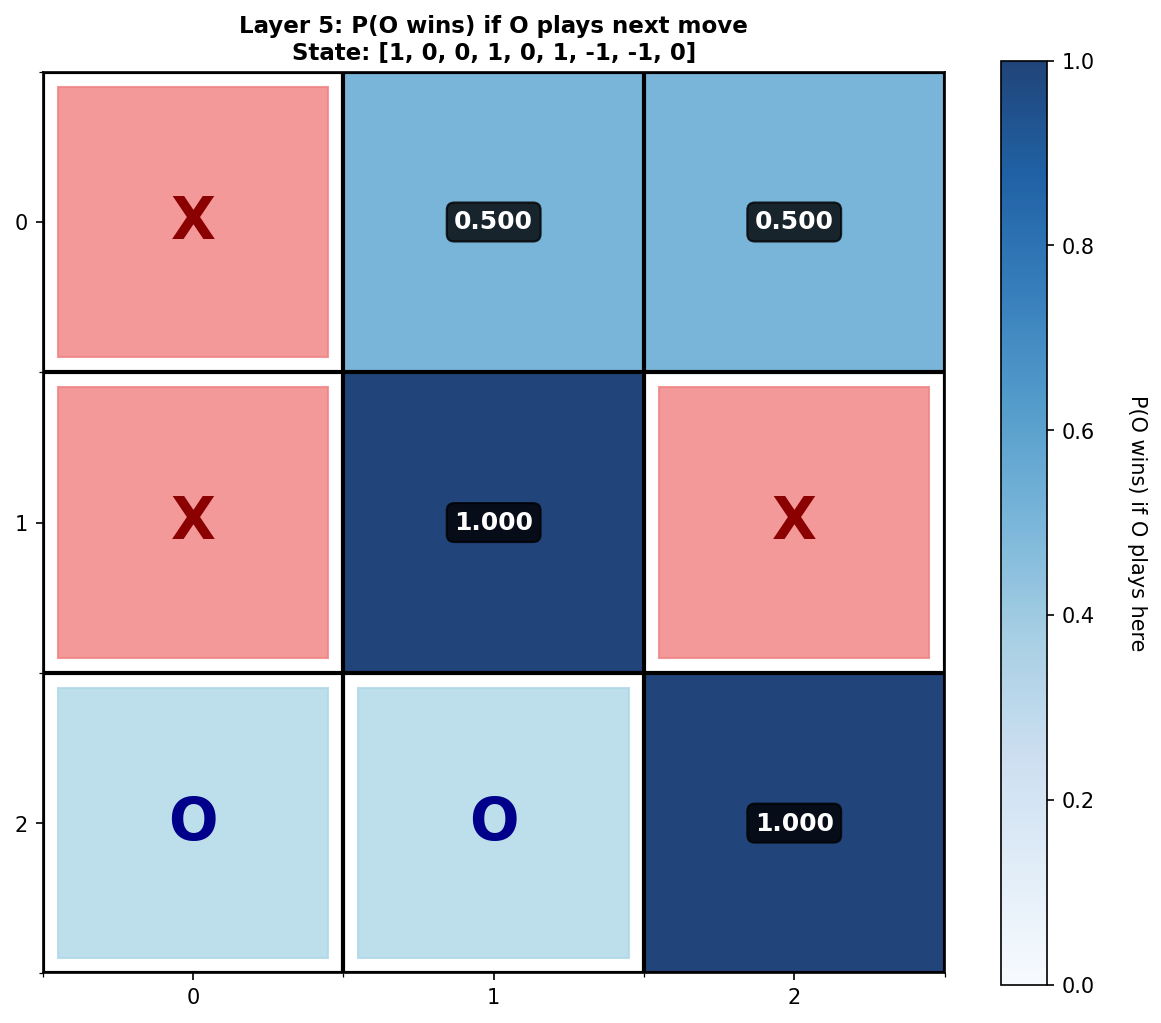 Layer 5: P(O wins) if O plays next move
State: [1, 0, 0, 1, 0, 1, -1, -1, 0]
X
0.500
0.500
X
1.000
X
O
O
1.000
0
1
2
0
1
2
1.0
0.8
0.6
0.4
0.2
0.0
P(O wins) if O plays here